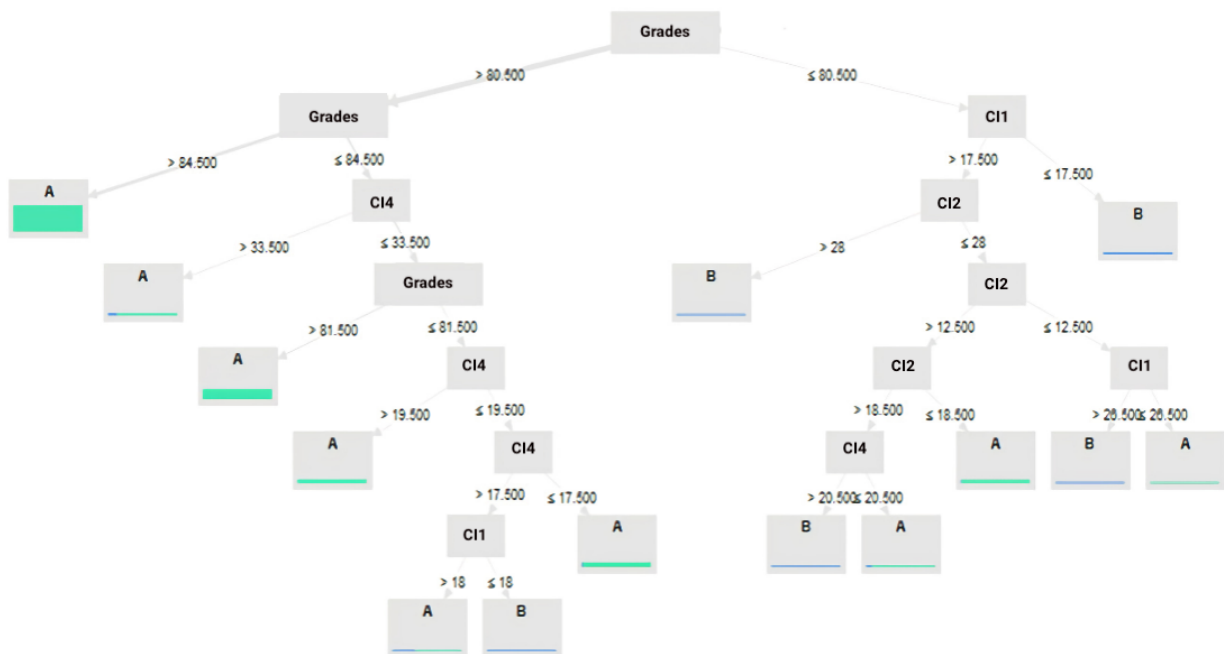 Grades
> 80.500 ≤ 80.500
Grades CI1
> 84.500 ≤ 84.500 > 17.500 ≤ 17.500
A CI4 CI2 B
> 33.500 ≤ 33.500 > 28 ≤ 28
A Grades B CI2
> 81.500 ≤ 81.500 > 12.500 ≤ 12.500
A CI4 CI2 CI1
> 19.500 ≤ 19.500 > 18.500 ≤ 18.500 > 26.500 ≤ 26.500
A CI4 CI4 A B A
> 17.500 ≤ 17.500 > 20.500 ≤ 20.500
CI1 A B A
> 18 ≤ 18
A B